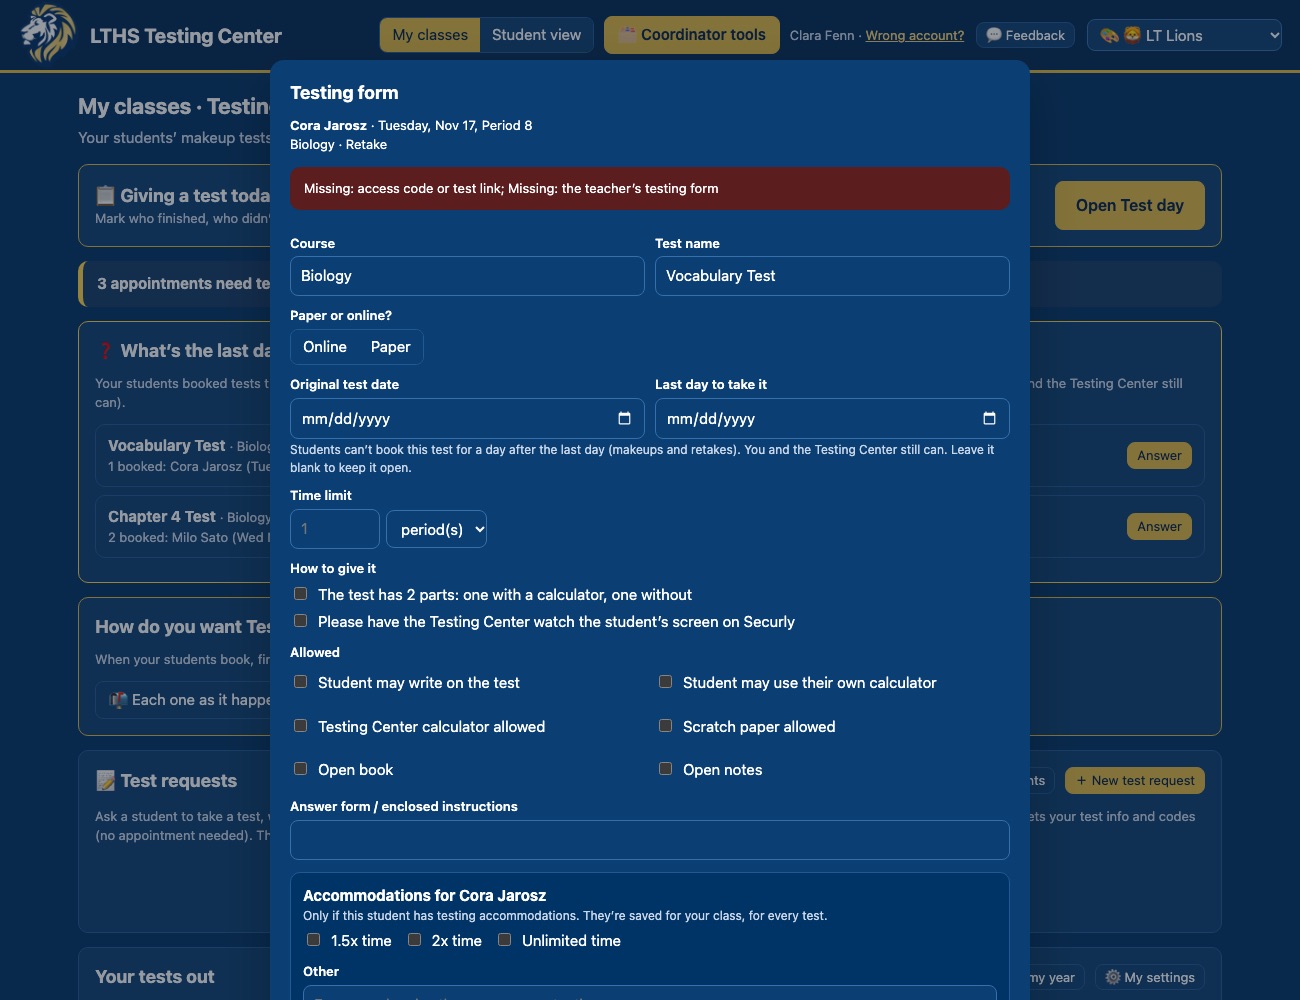 LTHS Testing Center
My classes
Student view
Coordinator tools
Clara Fenn · Wrong account?
Feedback
LT Lions
My classes · Testin
Your students’ makeup tests
Giving a test toda
Mark who finished, who didn’
Open Test day
3 appointments need te
What’s the last da
Your students booked tests t
nd the Testing Center still
can).
Vocabulary Test · Biolog
1 booked: Cora Jarosz (Tue
Answer
Chapter 4 Test · Biology
2 booked: Milo Sato (Wed
Answer
How do you want Tes
When your students book, fir
Each one as it happe
Test requests
nts
+ New test request
Ask a student to take a test,
ets your test info and codes
(no appointment needed). Th
Your tests out
my year
My settings
Testing form
Cora Jarosz · Tuesday, Nov 17, Period 8
Biology · Retake
Missing: access code or test link; Missing: the teacher’s testing form
Course
Test name
Biology
Vocabulary Test
Paper or online?
Online
Paper
Original test date
Last day to take it
mm/dd/yyyy
mm/dd/yyyy
Students can’t book this test for a day after the last day (makeups and retakes). You and the Testing Center still can. Leave it
blank to keep it open.
Time limit
1
period(s)
How to give it
The test has 2 parts: one with a calculator, one without
Please have the Testing Center watch the student’s screen on Securly
Allowed
Student may write on the test
Student may use their own calculator
Testing Center calculator allowed
Scratch paper allowed
Open book
Open notes
Answer form / enclosed instructions
Accommodations for Cora Jarosz
Only if this student has testing accommodations. They’re saved for your class, for every test.
1.5x time
2x time
Unlimited time
Other